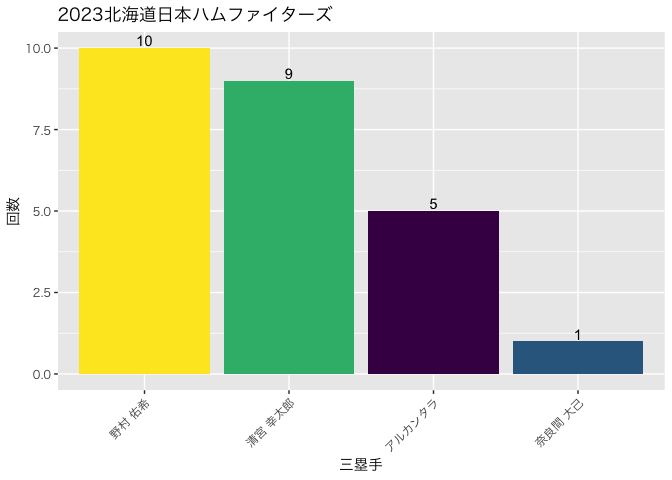 2023北海道日本ハムファイターズ
10
9
5
1
10.0
7.5
5.0
2.5
0.0
回数
野村 佑希
清宮 幸太郎
アルカンタラ
奈良間 大己
三塁手